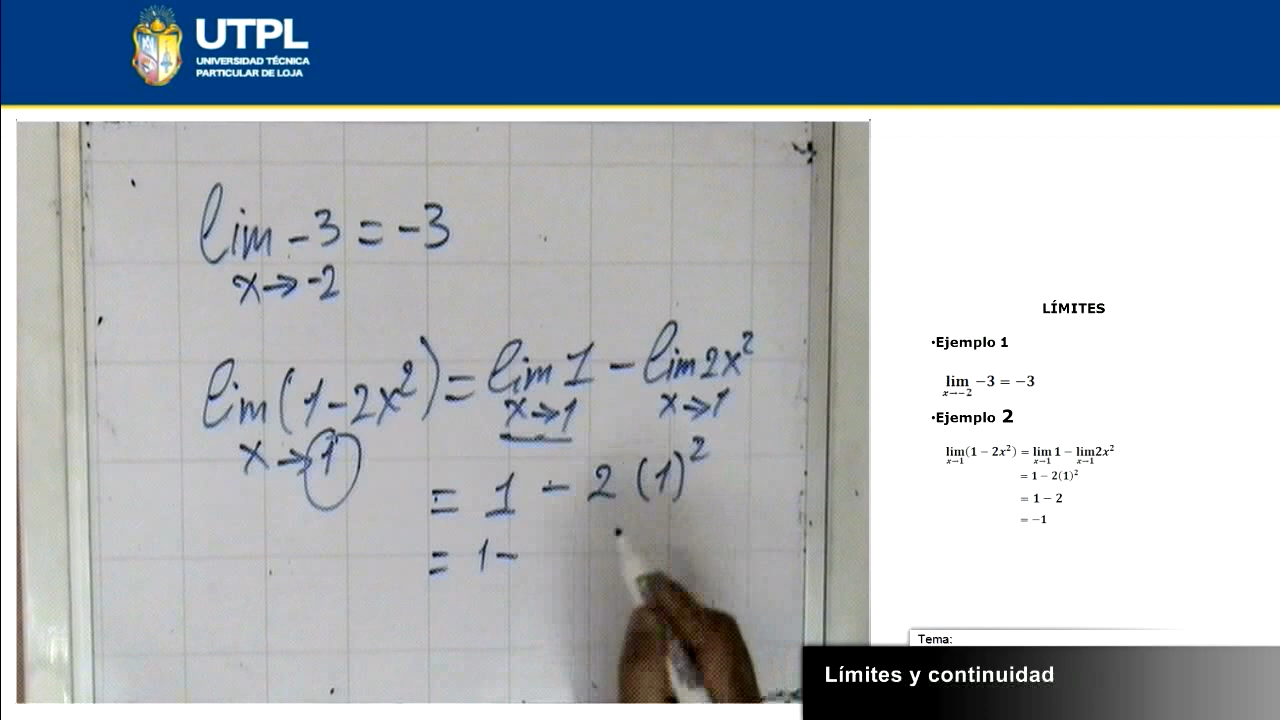 UTPL
UNIVERSIDAD TÉCNICA
PARTICULAR DE LOJA
lim -3 = -3
x→-2
lim (1-2x²) = lim 1 - lim 2x²
x→1 x→1 x→1
= 1 - 2 (1)²
= 1 -
LÍMITES
•Ejemplo 1
lim −3 = −3
x→−2
•Ejemplo 2
lim(1 − 2x²) = lim 1 − lim2x²
x→1 x→1 x→1
= 1 − 2(1)²
= 1 − 2
= −1
Tema:
Límites y continuidad